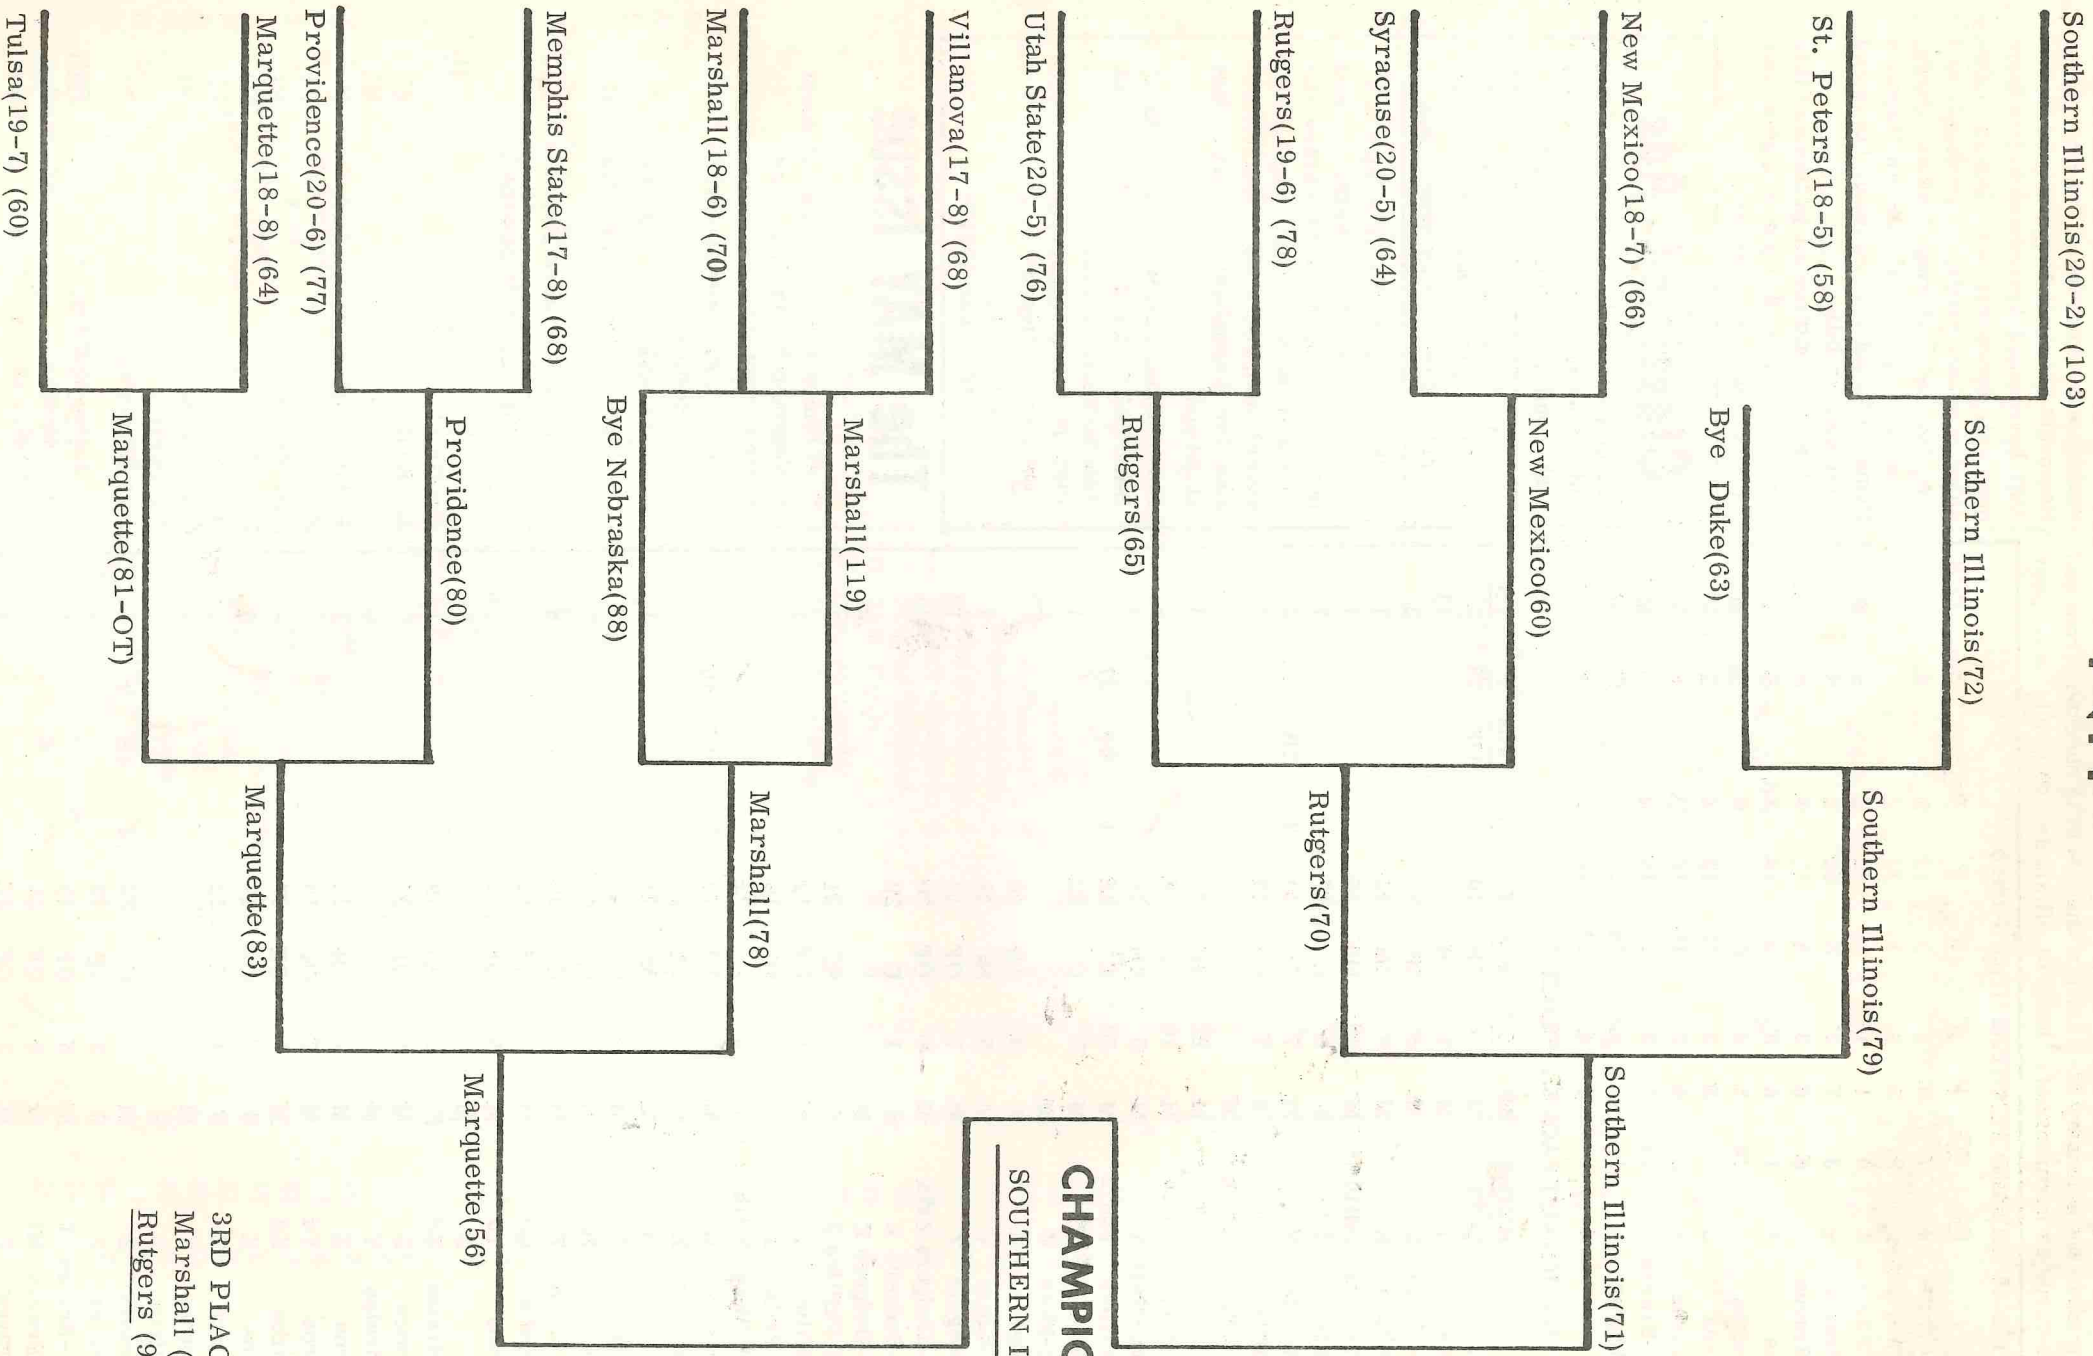 Southern Illinois(20-2) (103)
St. Peters(18-5) (58)
New Mexico(18-7) (66)
Syracuse(20-5) (64)
Rutgers(19-6) (78)
Utah State(20-5) (76)
Villanova(17-8) (68)
Marshall(18-6) (70)
Memphis State(17-8) (68)
Providence(20-6) (77)
Marquette(18-8) (64)
Tulsa(19-7) (60)
Southern Illinois(72)
Bye Duke(63)
New Mexico(60)
Rutgers(65)
Marshall(119)
Bye Nebraska(88)
Providence(80)
Marquette(81-OT)
Southern Illinois(79)
Rutgers(70)
Marshall(78)
Marquette(83)
Southern Illinois(71)
Marquette(56)
CHAMPIO
SOUTHERN I
3RD PLAC
Marshall (
Rutgers (9